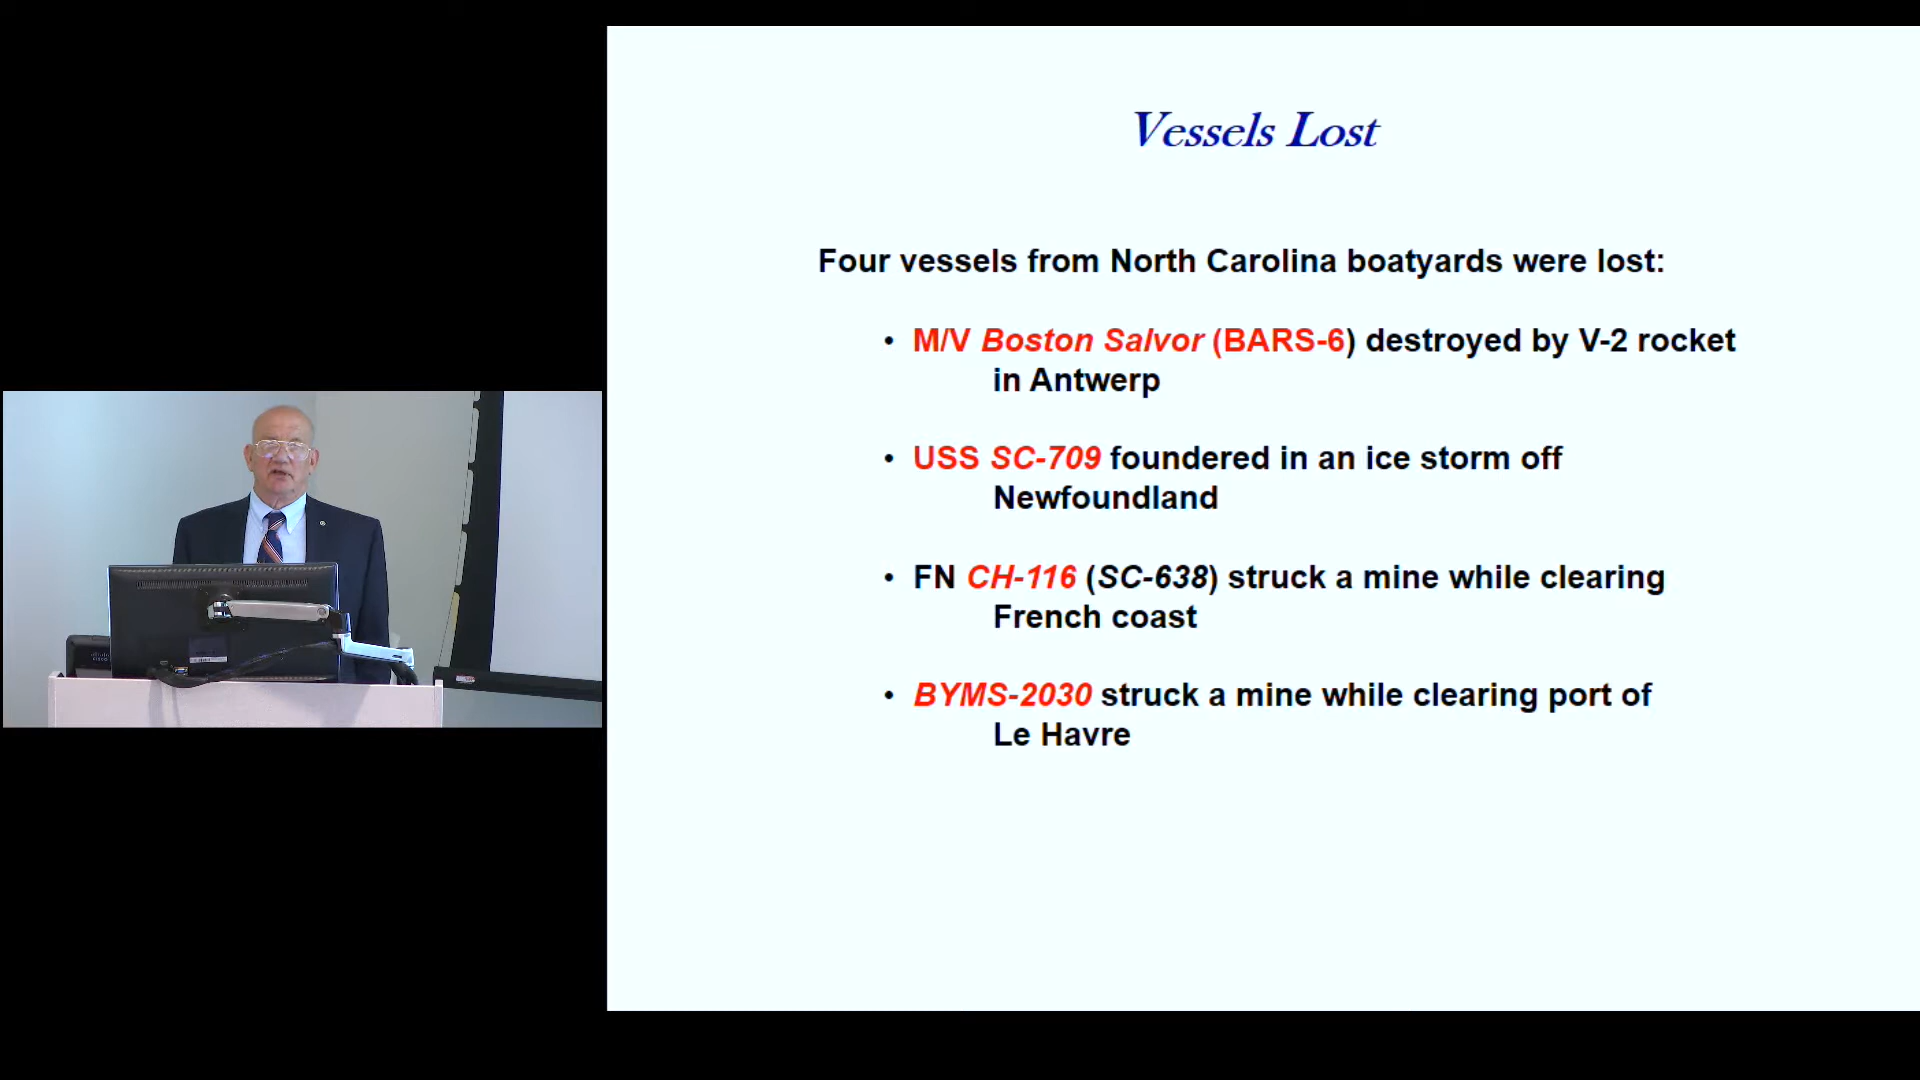 Vessels Lost
Four vessels from North Carolina boatyards were lost:
• M/V Boston Salvor (BARS-6) destroyed by V-2 rocket
in Antwerp
• USS SC-709 foundered in an ice storm off
Newfoundland
• FN CH-116 (SC-638) struck a mine while clearing
French coast
• BYMS-2030 struck a mine while clearing port of
Le Havre